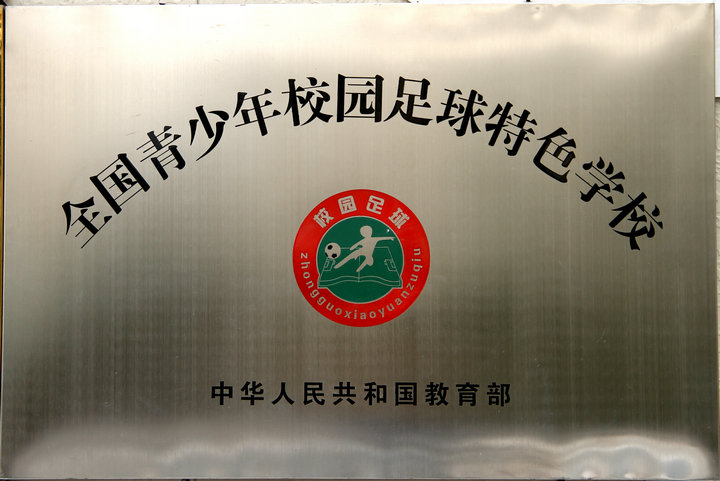 全国青少年校园足球特色学校
校园足球
zhongguoxiaoyuanzuqiu
中华人民共和国教育部